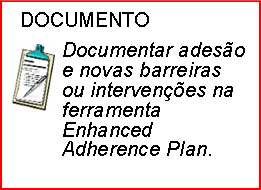 DOCUMENTO
Documentar adesão
e novas barreiras
ou intervenções na
ferramenta
Enhanced
Adherence Plan.